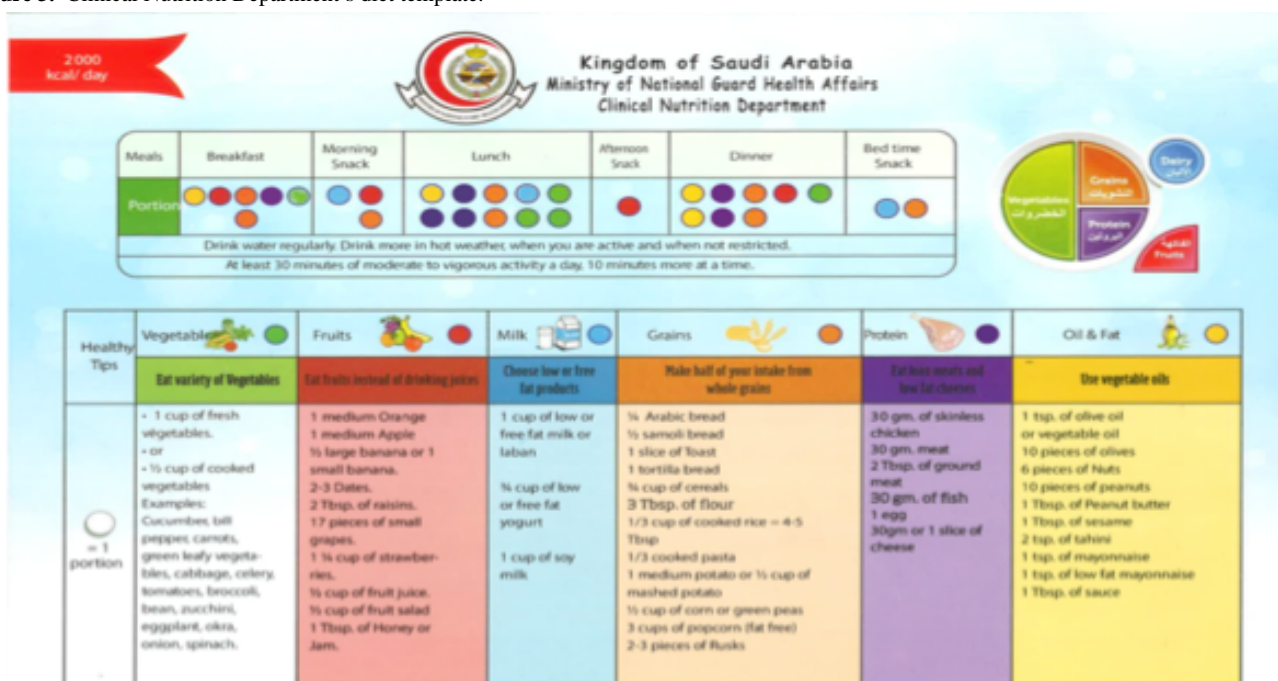 Clinical Nutrition Department's diet template.
2000
kcal/ day
Kingdom of Saudi Arabia
Ministry of National Guard Health Affairs
Clinical Nutrition Department
Meals
Breakfast
Morning
Snack
Lunch
Afternoon
Snack
Dinner
Bed time
Snack
Portion
Drink water regularly. Drink more in hot weather, when you are active and when not restricted.
At least 30 minutes of moderate to vigorous activity a day, 10 minutes more at a time.
Vegetables
الخضروات
Grains
النشويات
Protein
البروتين
Dairy
الألبان
الفاكهة
Fruits
Healthy
Tips
Vegetable
Eat variety of Vegetables
Fruits
Eat fruits instead of drinking juices
Milk
Choose low or free
fat products
Grains
Make half of your intake from
whole grains
Protein
Eat lean meats and
low fat cheeses
Oil & Fat
Use vegetable oils
= 1
portion
- 1 cup of fresh
vegetables.
- or
- ½ cup of cooked
vegetables
Examples:
Cucumber, bill
pepper, carrots,
green leafy vegeta-
bles, cabbage, celery,
tomatoes, broccoli,
bean, zucchini,
eggplant, okra,
onion, spinach.
1 medium Orange
1 medium Apple
½ large banana or 1
small banana.
2-3 Dates.
2 Tbsp. of raisins.
17 pieces of small
grapes.
1 ¼ cup of strawber-
ries.
½ cup of fruit juice.
½ cup of fruit salad
1 Tbsp. of Honey or
Jam.
1 cup of low or
free fat milk or
laban
¾ cup of low
or free fat
yogurt
1 cup of soy
milk
¼ Arabic bread
½ samoli bread
1 slice of Toast
1 tortilla bread
¾ cup of cereals
3 Tbsp. of flour
1/3 cup of cooked rice = 4-5
Tbsp
1/3 cooked pasta
1 medium potato or ½ cup of
mashed potato
½ cup of corn or green peas
3 cups of popcorn (fat free)
2-3 pieces of Rusks
30 gm. of skinless
chicken
30 gm. meat
2 Tbsp. of ground
meat
30 gm. of fish
1 egg
30gm or 1 slice of
cheese
1 tsp. of olive oil
or vegetable oil
10 pieces of olives
6 pieces of Nuts
10 pieces of peanuts
1 Tbsp. of Peanut butter
1 Tbsp. of sesame
2 tsp. of tahini
1 tsp. of mayonnaise
1 tsp. of low fat mayonnaise
1 Tbsp. of sauce